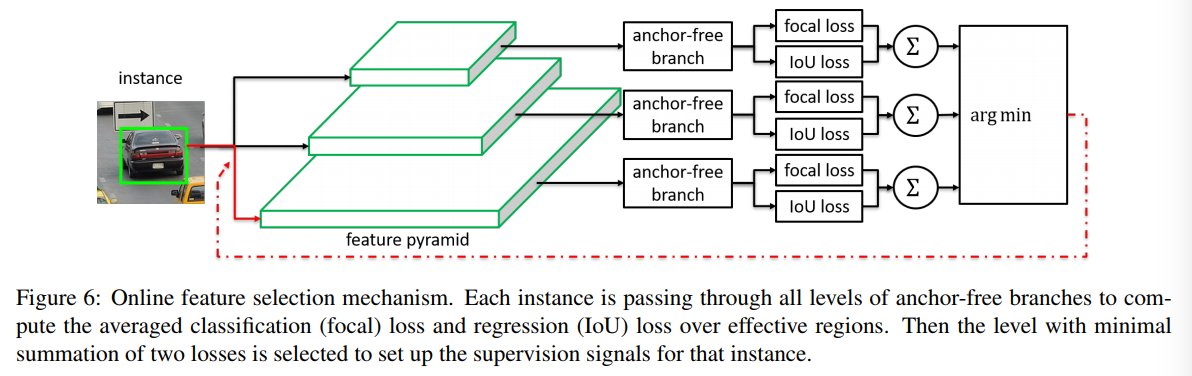 instance
feature pyramid
anchor-free
branch
focal loss
IoU loss
Σ
anchor-free
branch
focal loss
IoU loss
Σ
anchor-free
branch
focal loss
IoU loss
Σ
arg min
Figure 6: Online feature selection mechanism. Each instance is passing through all levels of anchor-free branches to com-
pute the averaged classification (focal) loss and regression (IoU) loss over effective regions. Then the level with minimal
summation of two losses is selected to set up the supervision signals for that instance.